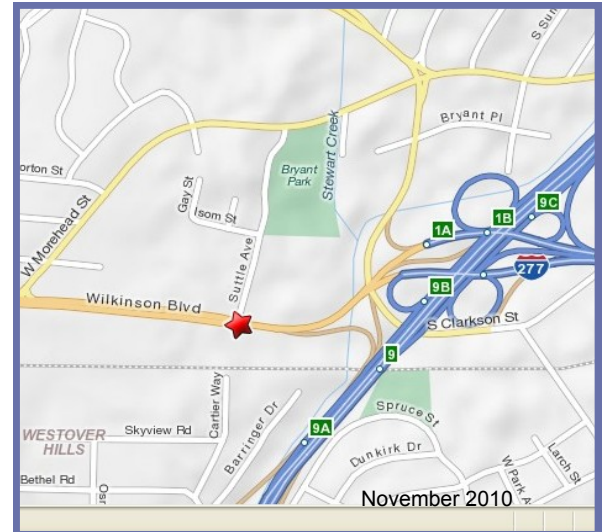 S Sun
Bryant Pl
Stewart Creek
Bryant
Park
orton St
Gay St
Isom St
W Morehead St
Suttle Ave
1A
1B
9C
277
9B
Wilkinson Blvd
S Clarkson St
9
Cartier Way
Barringer Dr
9A
Spruce St
WESTOVER
HILLS
Skyview Rd
Dunkirk Dr
Larch St
W Park A
Bethel Rd
Osr
November 2010